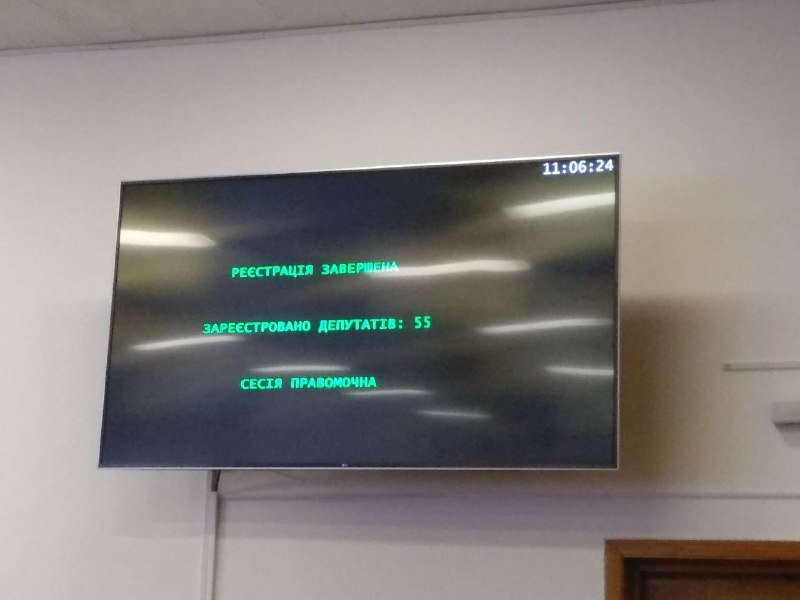 11:06:24
РЕЄСТРАЦІЯ ЗАВЕРШЕНА
ЗАРЕЄСТРОВАНО ДЕПУТАТІВ: 55
СЕСІЯ ПРАВОМОЧНА